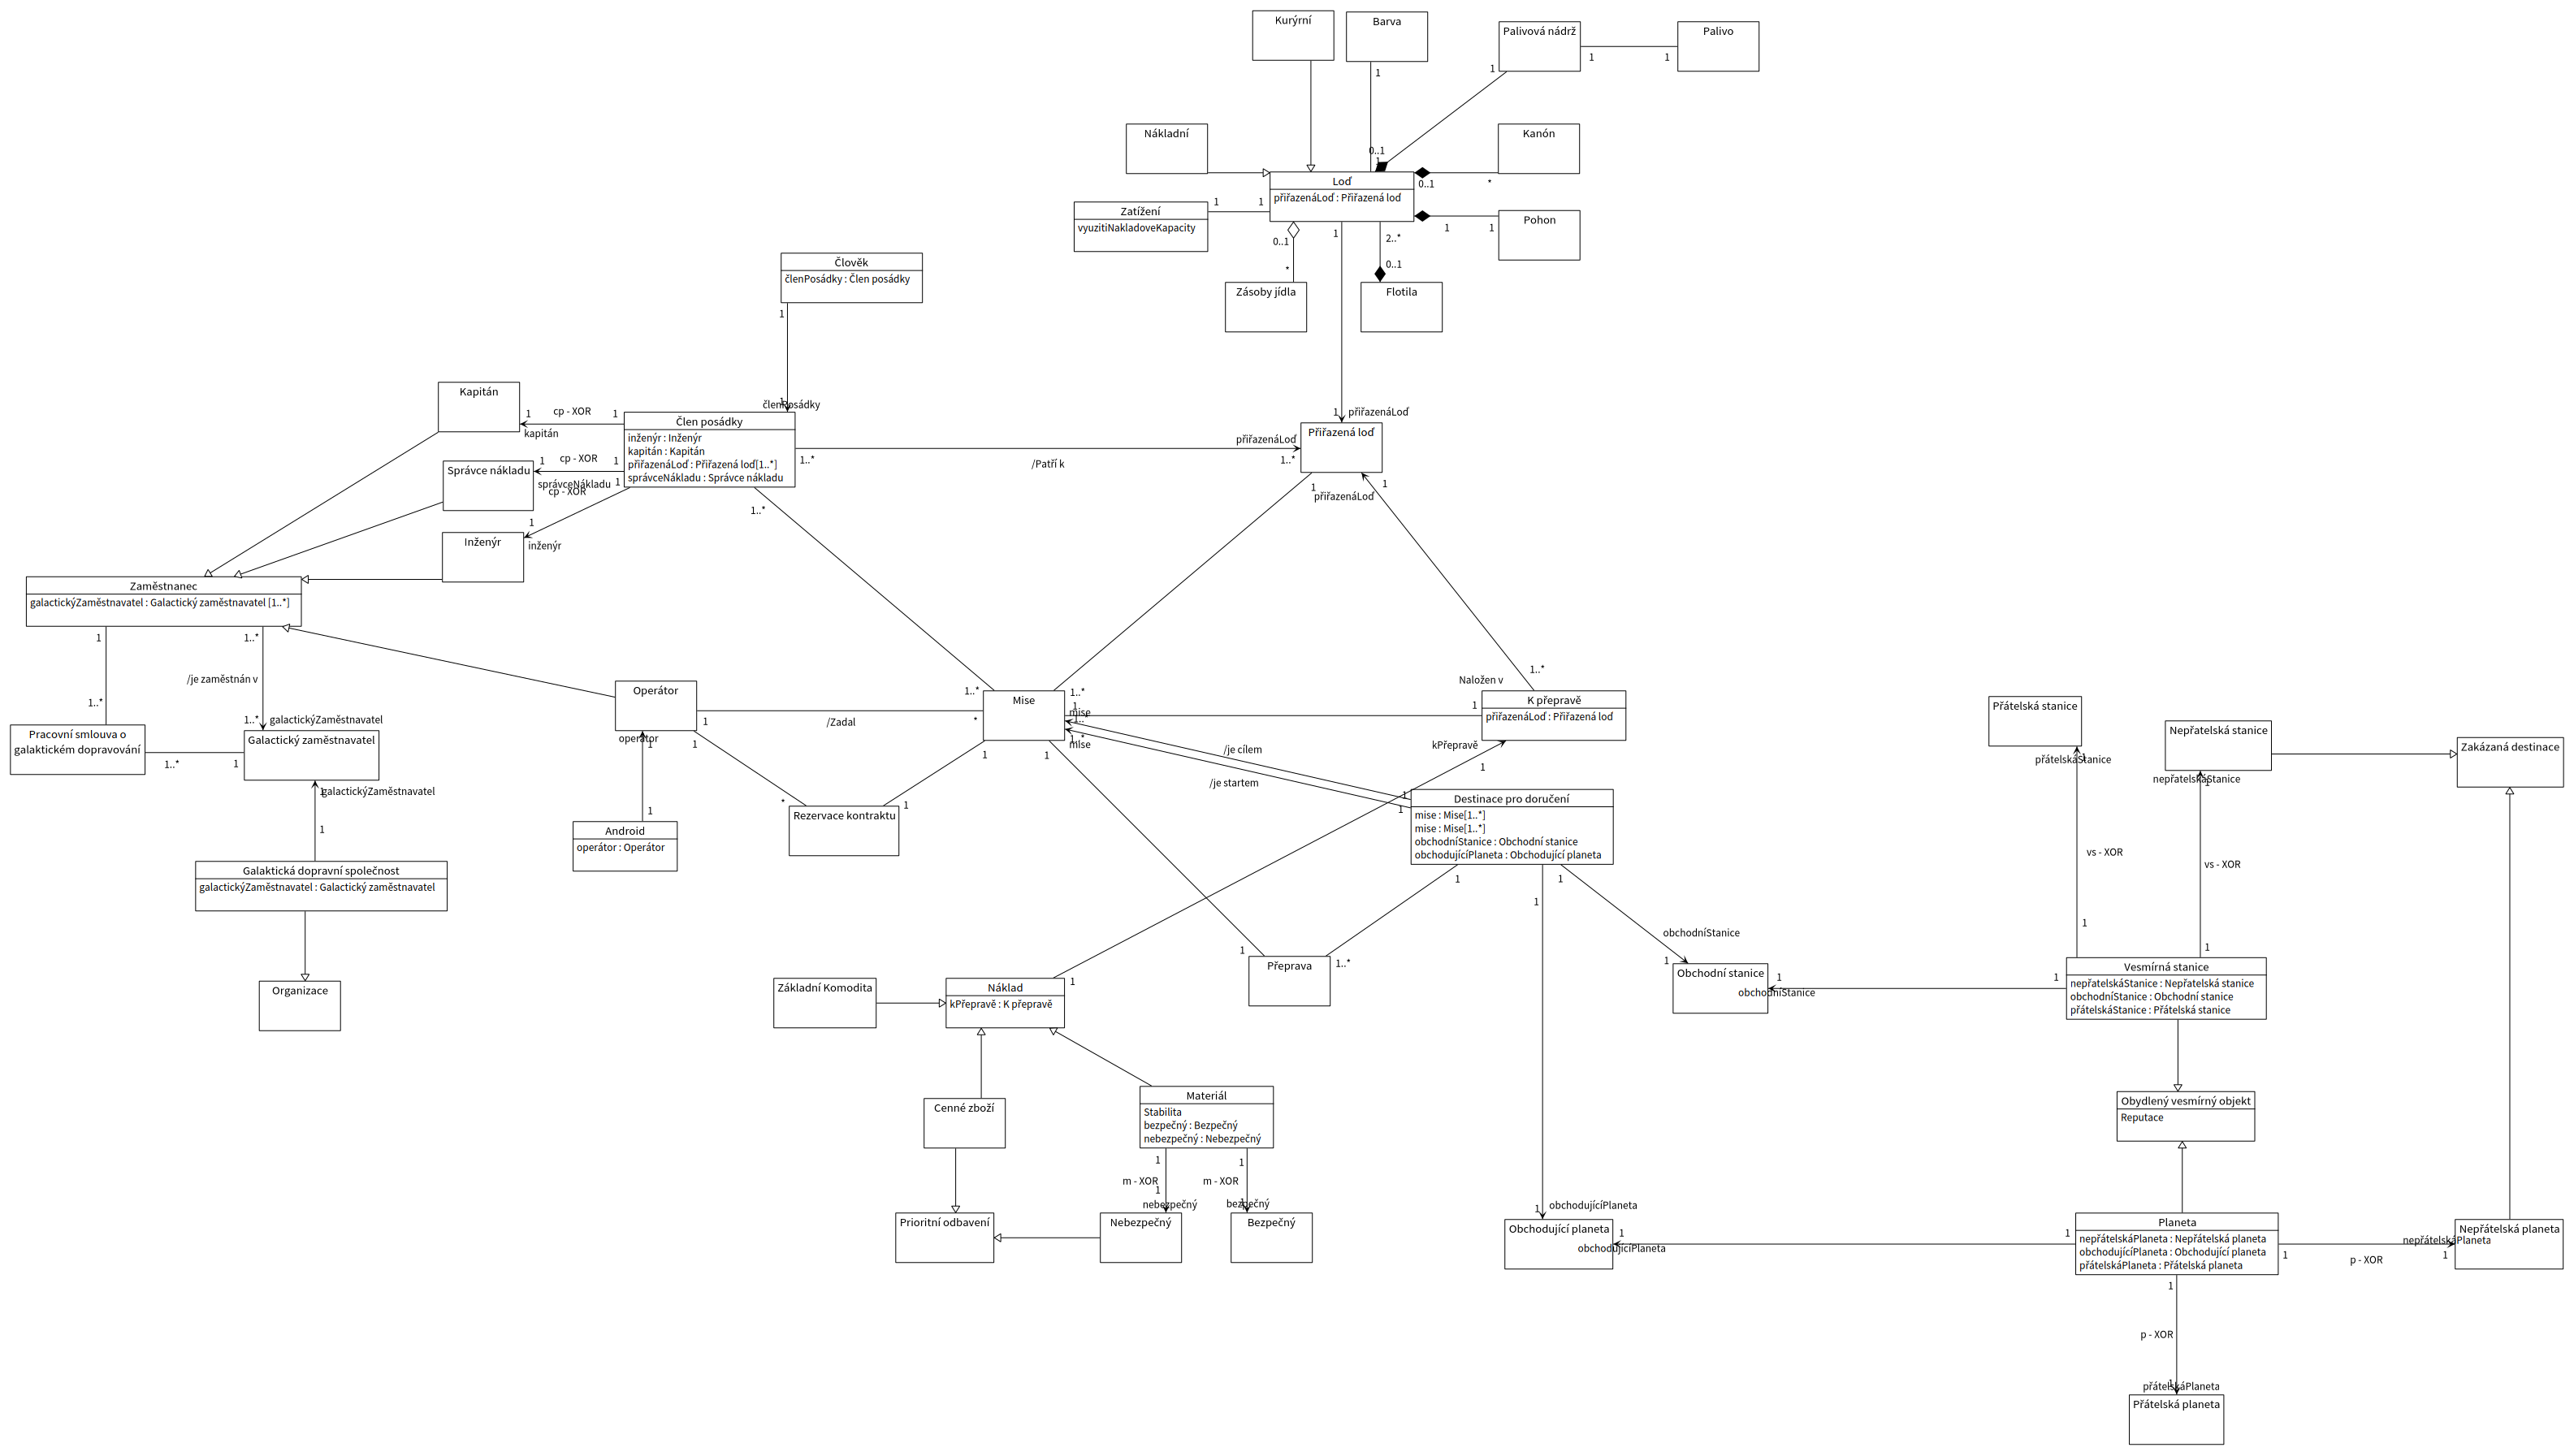 Kurýrní
Barva
Palivová nádrž
Palivo
1
1
1
1
0..1
1
Nákladní
Kanón
0..1
*
Loď
přiřazenáLoď : Přiřazená loď
Zatížení
vyuzitiNakladoveKapacity
1
1
Pohon
1
1
0..1
*
1
2..*
0..1
Zásoby jídla
Flotila
Člověk
členPosádky : Člen posádky
1
1
členPosádky
1
přiřazenáLoď
Kapitán
1
cp - XOR
1
kapitán
Člen posádky
inženýr : Inženýr
kapitán : Kapitán
přiřazenáLoď : Přiřazená loď[1..*]
správceNákladu : Správce nákladu
Přiřazená loď
přiřazenáLoď
1..*
/Patří k
1..*
Správce nákladu
1
cp - XOR
1
správceNákladu
cp - XOR
1
1
inženýr
Inženýr
1..*
1
přiřazenáLoď
1
Zaměstnanec
galactickýZaměstnavatel : Galactický zaměstnavatel [1..*]
1
1..*
/je zaměstnán v
1..*
1..*
galactickýZaměstnavatel
Pracovní smlouva o
galaktickém dopravování
1..*
1
Galactický zaměstnavatel
1
galactickýZaměstnavatel
1
Galaktická dopravní společnost
galactickýZaměstnavatel : Galactický zaměstnavatel
Organizace
Operátor
1
/Zadal
*
operátor
1
1
1
Android
operátor : Operátor
*
Rezervace kontraktu
1
1
1..*
Mise
1..*
1
mise
1..*
1..*
mise
1
1..*
Naložen v
1
K přepravě
přiřazenáLoď : Přiřazená loď
kPřepravě
1
/je cílem
/je startem
1
1
Destinace pro doručení
mise : Mise[1..*]
mise : Mise[1..*]
obchodníStanice : Obchodní stanice
obchodujícíPlaneta : Obchodující planeta
1
1
1
obchodníStanice
1
Přátelská stanice
přátelskáStanice
1
Nepřatelská stanice
nepřatelskáStanice
1
Zakázaná destinace
vs - XOR
vs - XOR
1
1
Obchodní stanice
1
obchodníStanice
1
Vesmírná stanice
nepřatelskáStanice : Nepřatelská stanice
obchodníStanice : Obchodní stanice
přátelskáStanice : Přátelská stanice
1
Přeprava
1..*
Základní Komodita
Náklad
kPřepravě : K přepravě
1
Cenné zboží
Materiál
Stabilita
bezpečný : Bezpečný
nebezpečný : Nebezpečný
1
m - XOR
1
nebezpečný
1
m - XOR
1
bezpečný
Prioritní odbavení
Nebezpečný
Bezpečný
Obydlený vesmírný objekt
Reputace
1
obchodujícíPlaneta
Obchodující planeta
1
obchodujícíPlaneta
1
Planeta
nepřátelskáPlaneta : Nepřátelská planeta
obchodujícíPlaneta : Obchodující planeta
přátelskáPlaneta : Přátelská planeta
1
p - XOR
nepřátelskáPlaneta
1
Nepřátelská planeta
1
p - XOR
1
přátelskáPlaneta
Přátelská planeta